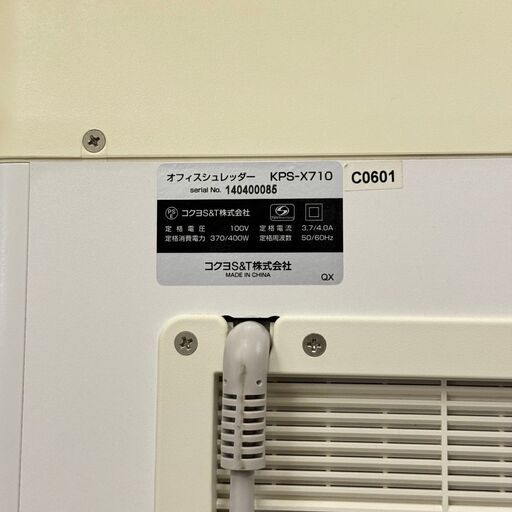 オフィスシュレッダー KPS-X710
serial No. 140400085
C0601
PS E コクヨS&T株式会社
定格電圧 100V 定格電流 3.7/4.0A
定格消費電力 370/400W 定格周波数 50/60Hz
コクヨS&T株式会社
MADE IN CHINA
QX